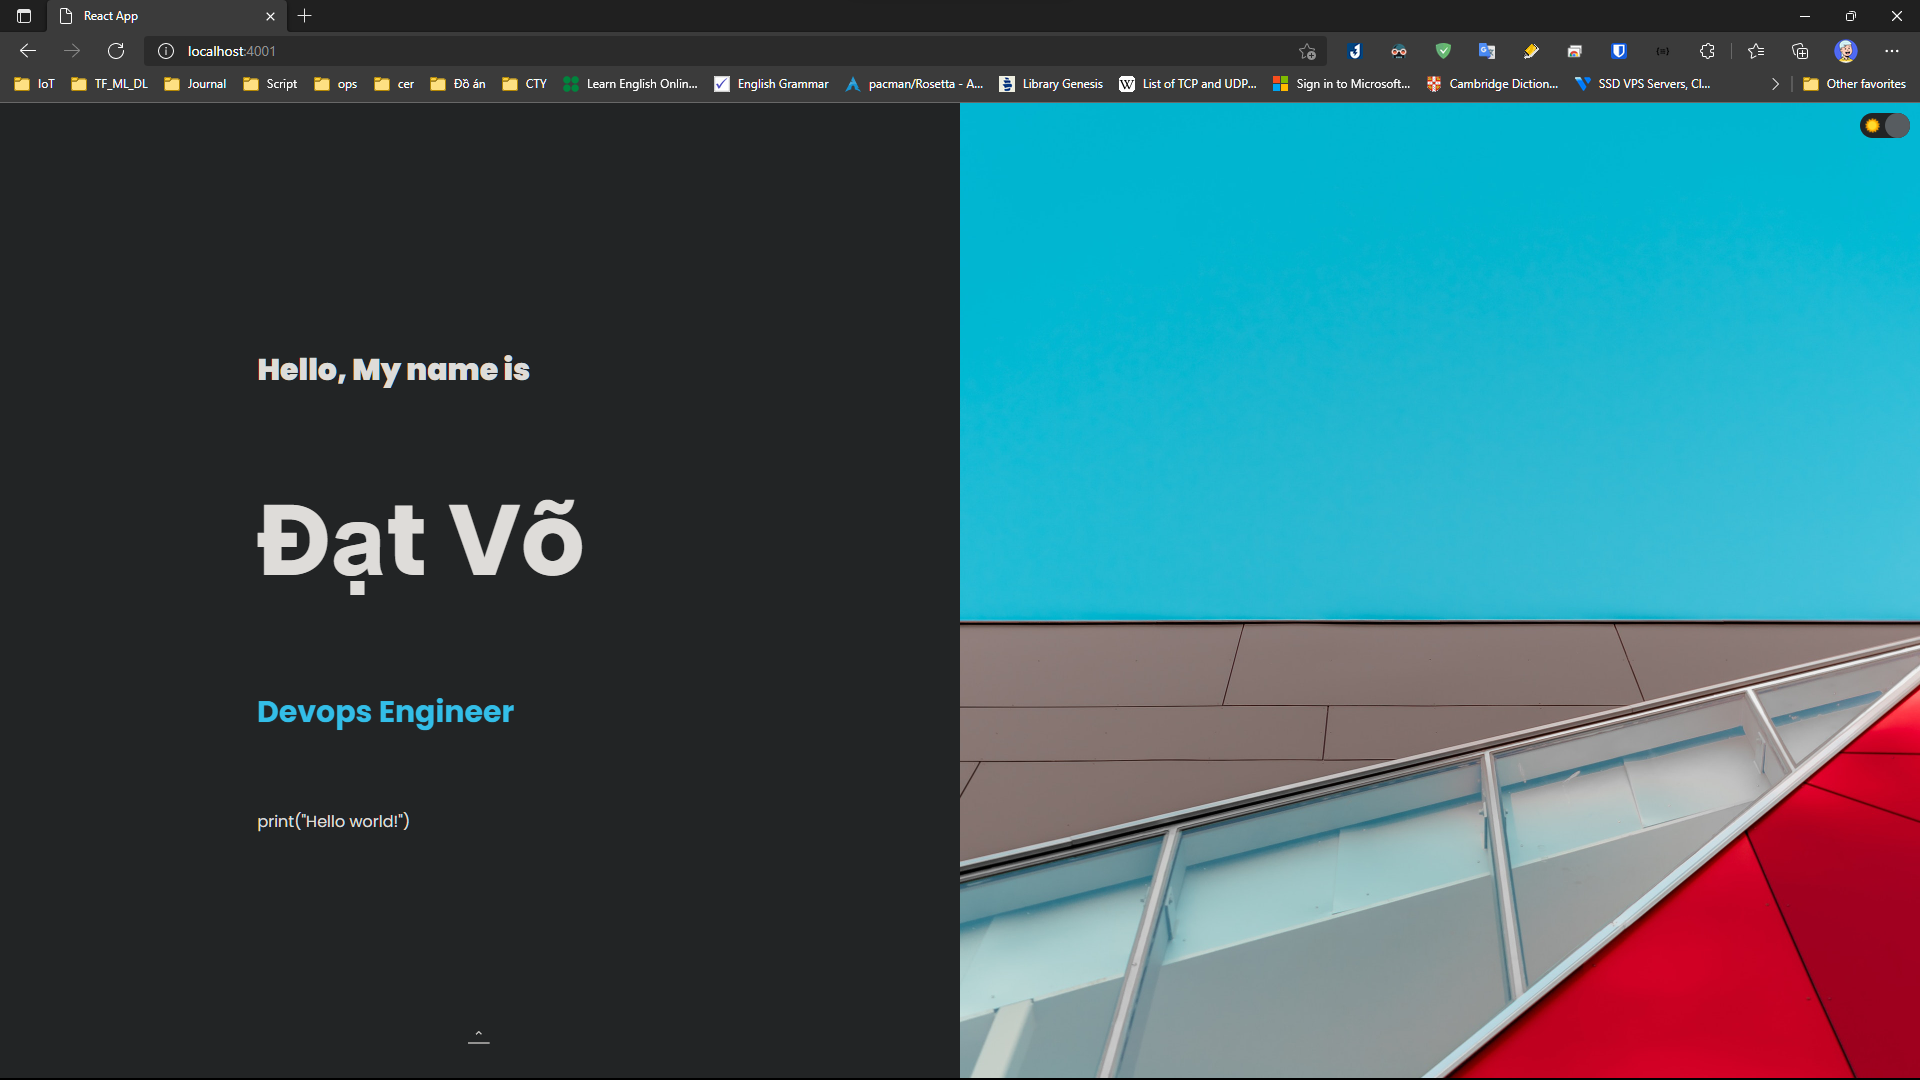 React App
localhost:4001
IoT TF_ML_DL Journal Script ops cer Đồ án CTY Learn English Onlin... English Grammar pacman/Rosetta - A... Library Genesis List of TCP and UDP... Sign in to Microsoft... Cambridge Diction... SSD VPS Servers, Cl... Other favorites
Hello, My name is
Đạt Võ
Devops Engineer
print("Hello world!")